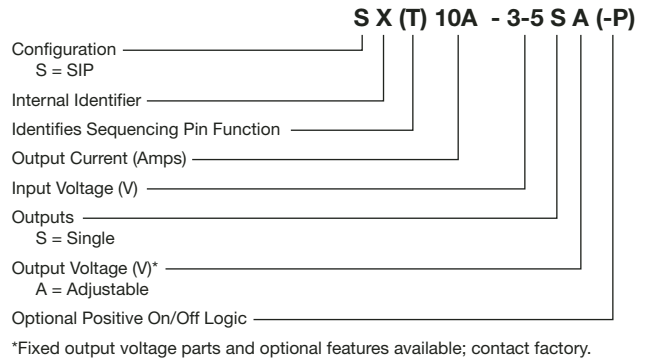 S X (T) 10A - 3-5 S A (-P)
Configuration
S = SIP
Internal Identifier
Identifies Sequencing Pin Function
Output Current (Amps)
Input Voltage (V)
Outputs
S = Single
Output Voltage (V)*
A = Adjustable
Optional Positive On/Off Logic
*Fixed output voltage parts and optional features available; contact factory.